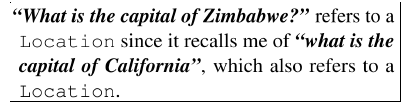 “What is the capital of Zimbabwe?” refers to a
Location since it recalls me of “what is the
capital of California”, which also refers to a
Location.